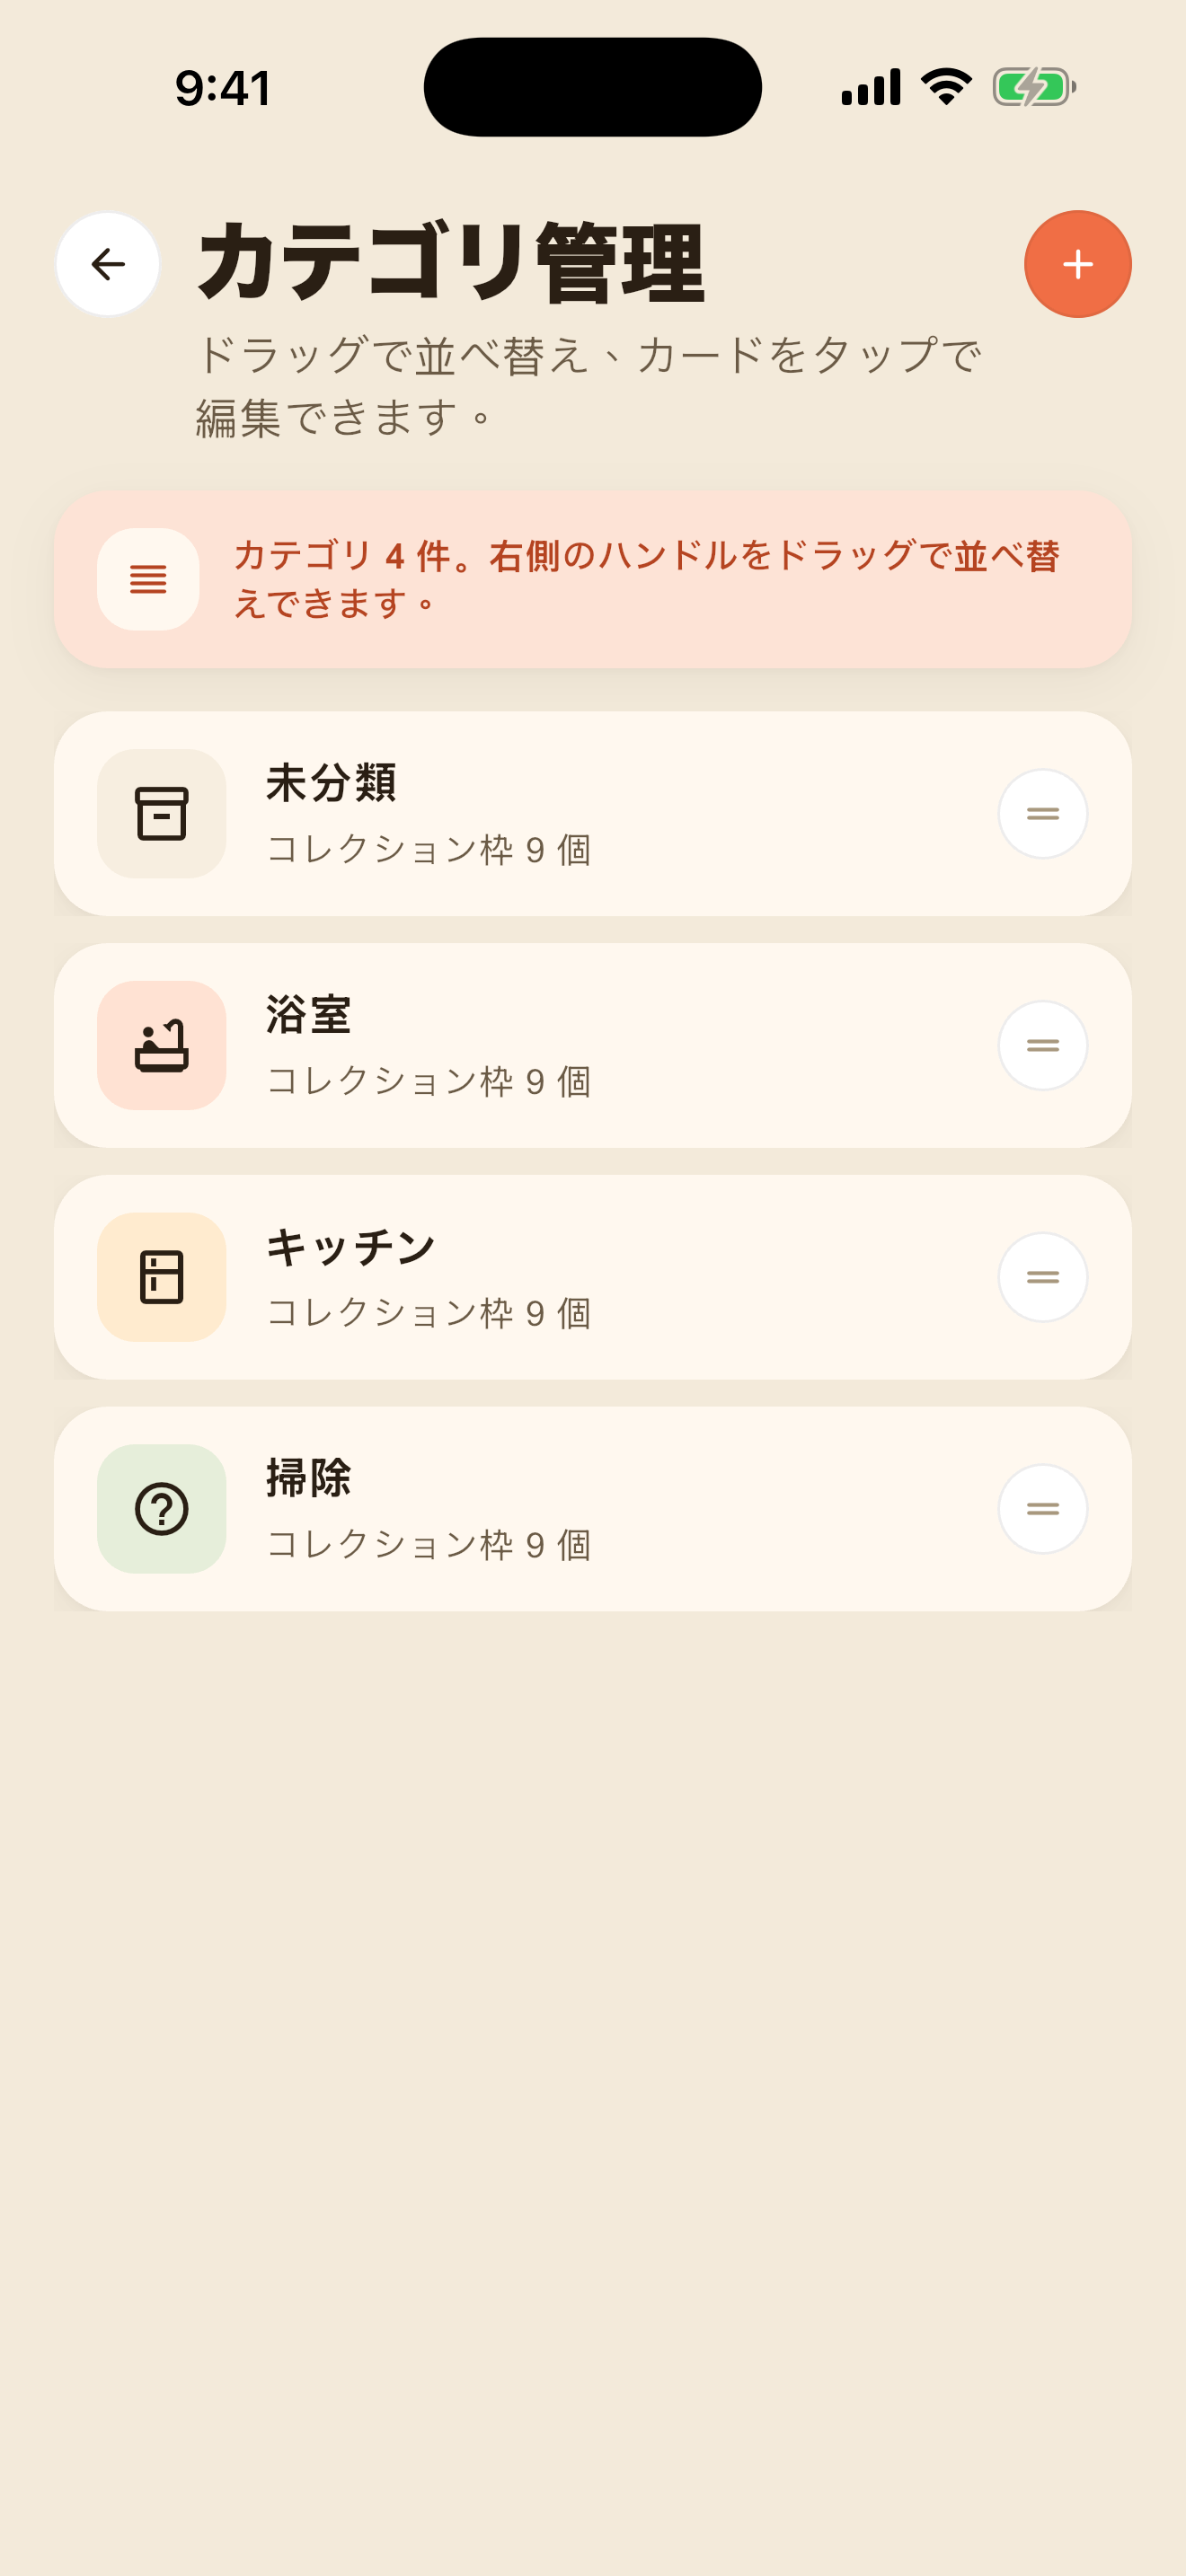 9:41
カテゴリ管理
ドラッグで並べ替え、カードをタップで
編集できます。
カテゴリ 4 件。右側のハンドルをドラッグで並べ替
えできます。
未分類
コレクション枠 9 個
浴室
コレクション枠 9 個
キッチン
コレクション枠 9 個
掃除
コレクション枠 9 個